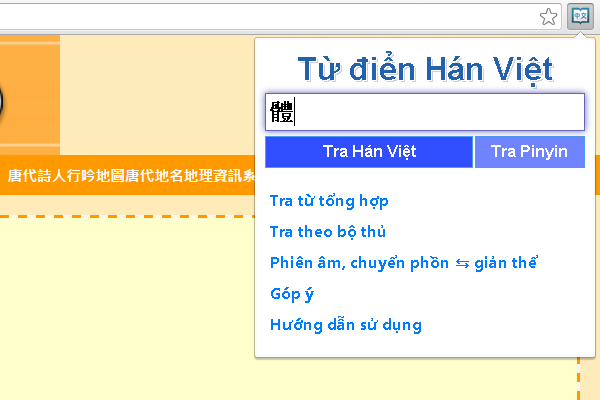 中文
Từ điển Hán Việt
體
Tra Hán Việt
Tra Pinyin
唐代詩人行吟地圖唐代地名地理資訊系
Tra từ tổng hợp
Tra theo bộ thủ
Phiên âm, chuyển phồn ⇆ giản thể
Góp ý
Hướng dẫn sử dụng